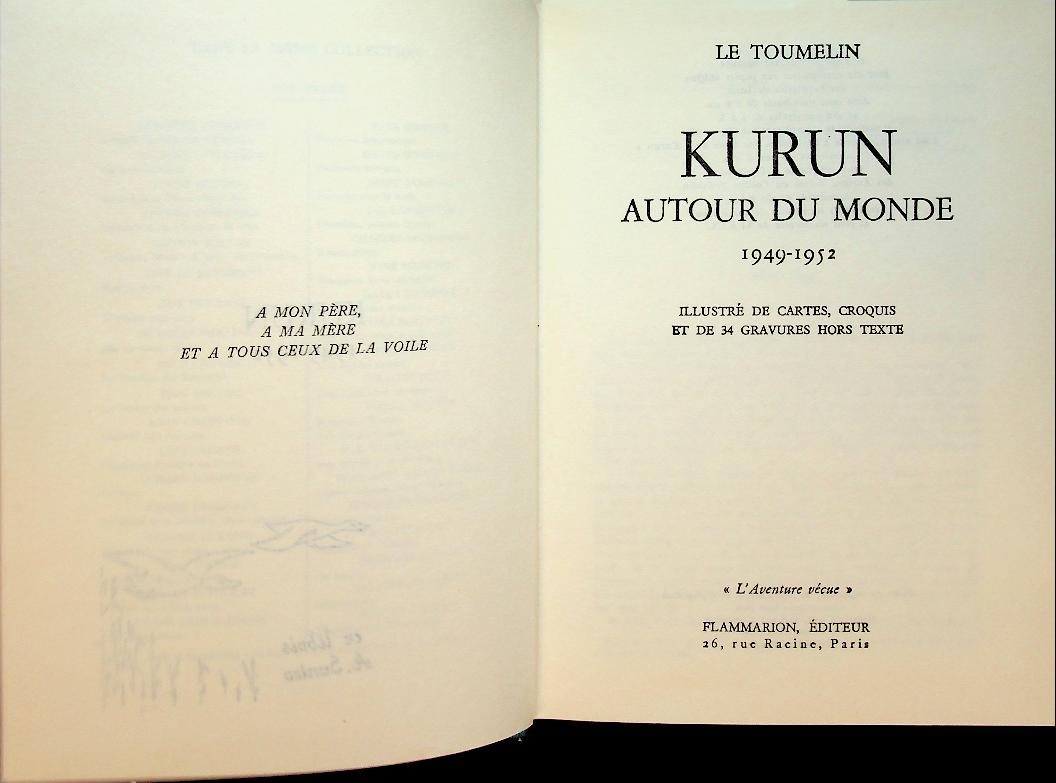 A MON PÈRE,
A MA MÈRE
ET A TOUS CEUX DE LA VOILE
LE TOUMELIN
KURUN
AUTOUR DU MONDE
1949-1952
ILLUSTRÉ DE CARTES, CROQUIS
ET DE 34 GRAVURES HORS TEXTE
« L'Aventure vécue »
FLAMMARION, ÉDITEUR
26, rue Racine, Paris